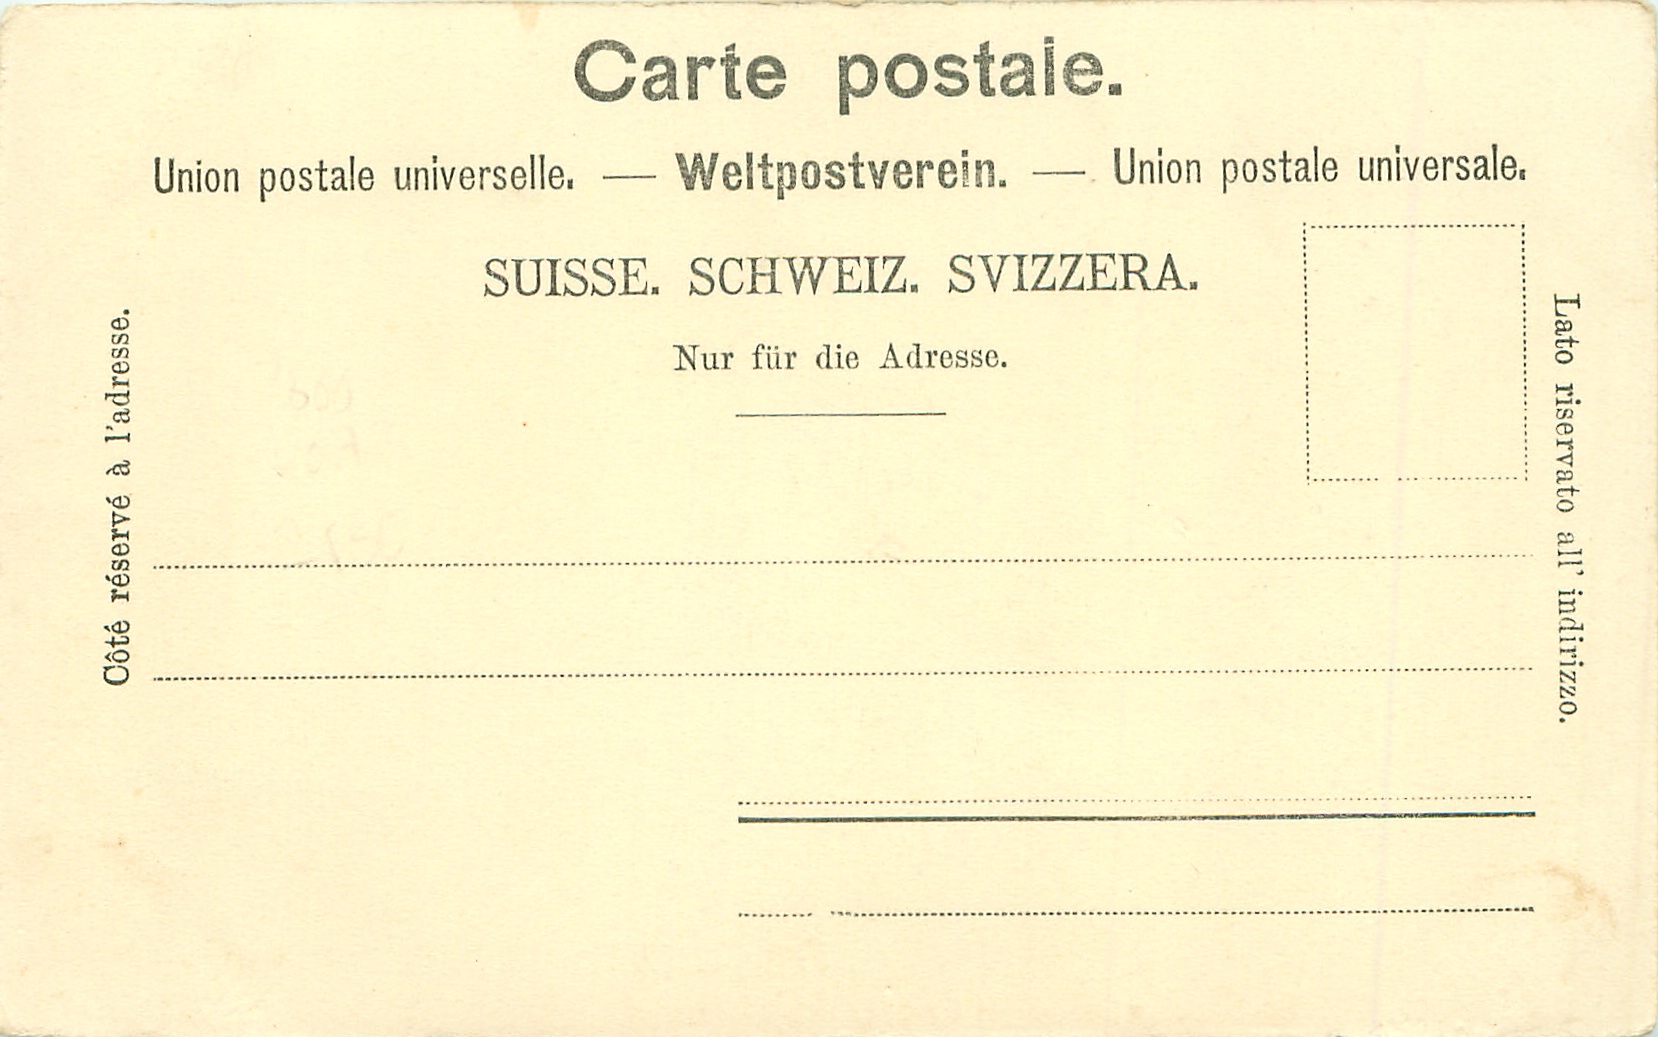 Carte postale.
Union postale universelle. — Weltpostverein. — Union postale universale.
SUISSE. SCHWEIZ. SVIZZERA.
Nur für die Adresse.
Côté réservé à l'adresse.
Lato riservato all' indirizzo.